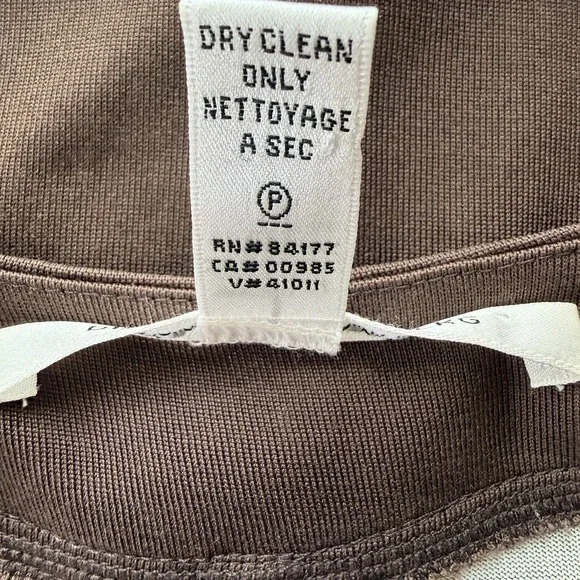 DRY CLEAN
ONLY
NETTOYAGE
A SEC
P
RN# 84177
CA# 00985
V# 41011